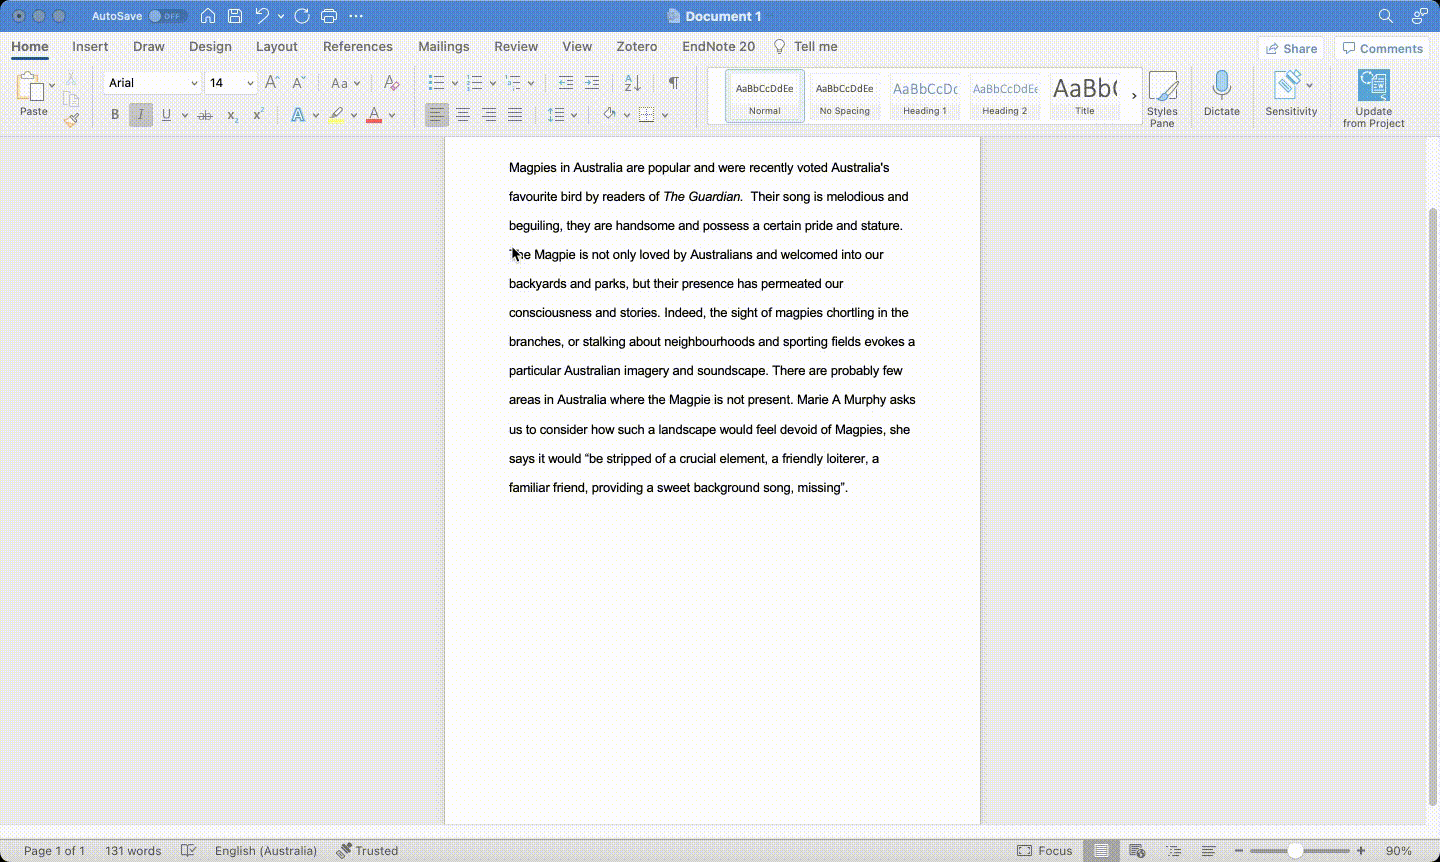 AutoSave OFF Document 1
Home Insert Draw Design Layout References Mailings Review View Zotero EndNote 20 Tell me Share Comments
Paste
Arial 14 A A Aa A
B I U ab x₂ x² A A
AaBbCcDdEe AaBbCcDdEe AaBbCcDc AaBbCcDdEe AaBb(
Normal No Spacing Heading 1 Heading 2 Title
Styles Pane Dictate Sensitivity Update from Project
Magpies in Australia are popular and were recently voted Australia's
favourite bird by readers of The Guardian. Their song is melodious and
beguiling, they are handsome and possess a certain pride and stature.
The Magpie is not only loved by Australians and welcomed into our
backyards and parks, but their presence has permeated our
consciousness and stories. Indeed, the sight of magpies chortling in the
branches, or stalking about neighbourhoods and sporting fields evokes a
particular Australian imagery and soundscape. There are probably few
areas in Australia where the Magpie is not present. Marie A Murphy asks
us to consider how such a landscape would feel devoid of Magpies, she
says it would “be stripped of a crucial element, a friendly loiterer, a
familiar friend, providing a sweet background song, missing”.
Page 1 of 1 131 words English (Australia) Trusted Focus 90%